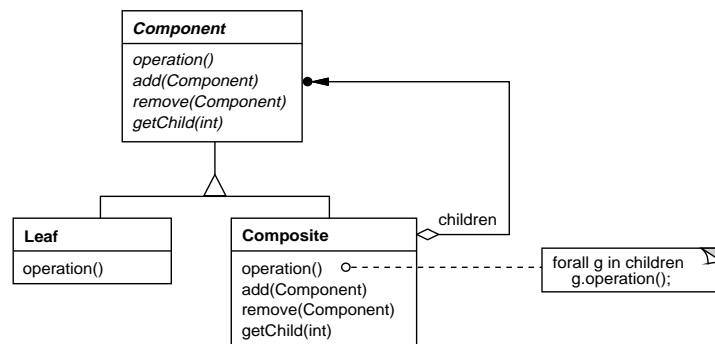 Component
operation()
add(Component)
remove(Component)
getChild(int)
children
Leaf
operation()
Composite
operation()
add(Component)
remove(Component)
getChild(int)
forall g in children
g.operation();